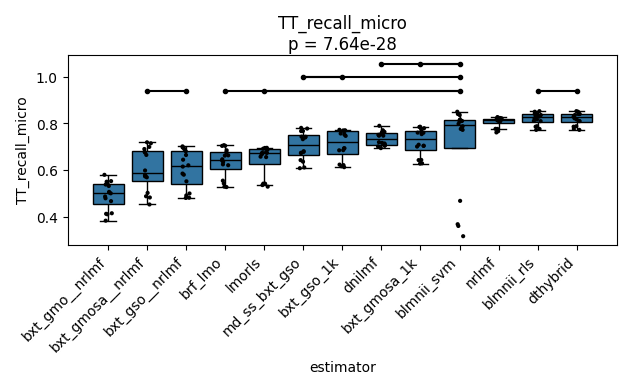 TT_recall_micro
p = 7.64e-28
TT_recall_micro
1.0
0.8
0.6
0.4
bxt_gmo__nrlmf
bxt_gmosa__nrlmf
bxt_gso__nrlmf
brf_lmo
lmorls
md_ss_bxt_gso
bxt_gso_1k
dnilmf
bxt_gmosa_1k
blmnii_svm
nrlmf
blmnii_rls
dthybrid
estimator